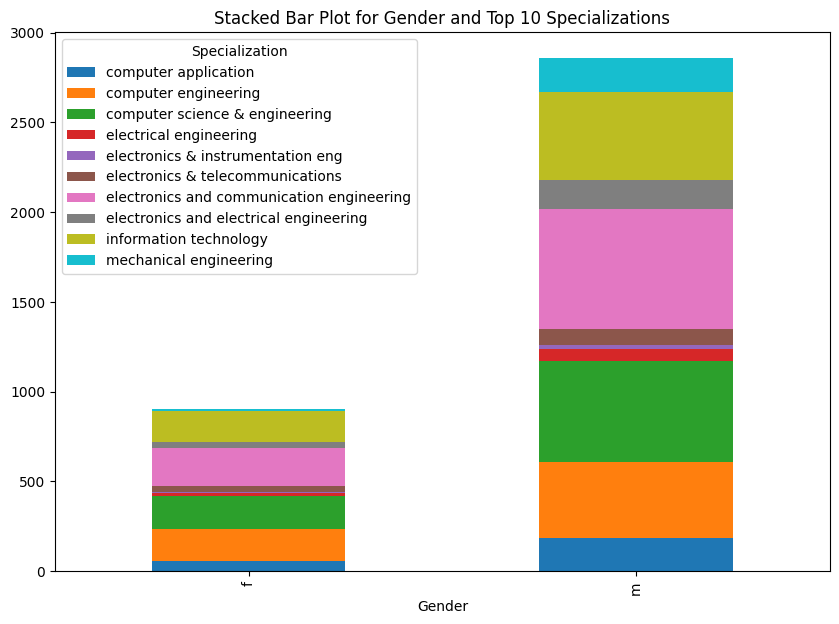 Stacked Bar Plot for Gender and Top 10 Specializations
3000
2500
2000
1500
1000
500
0
Specialization
computer application
computer engineering
computer science & engineering
electrical engineering
electronics & instrumentation eng
electronics & telecommunications
electronics and communication engineering
electronics and electrical engineering
information technology
mechanical engineering
f
m
Gender